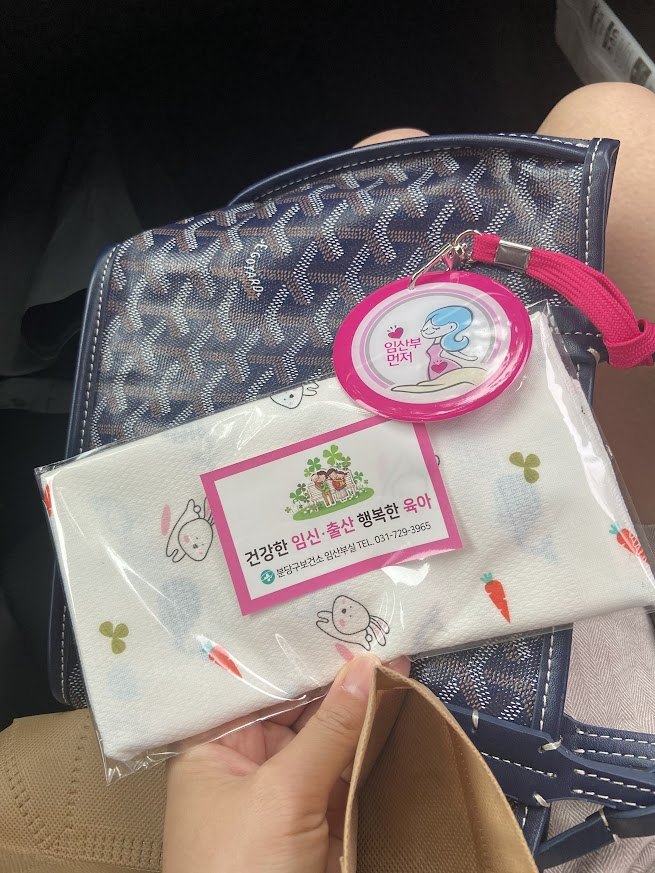 E.GOYARD
임산부
먼저
건강한 임신·출산 행복한 육아
분당구보건소 임산부실 TEL. 031-729-3965